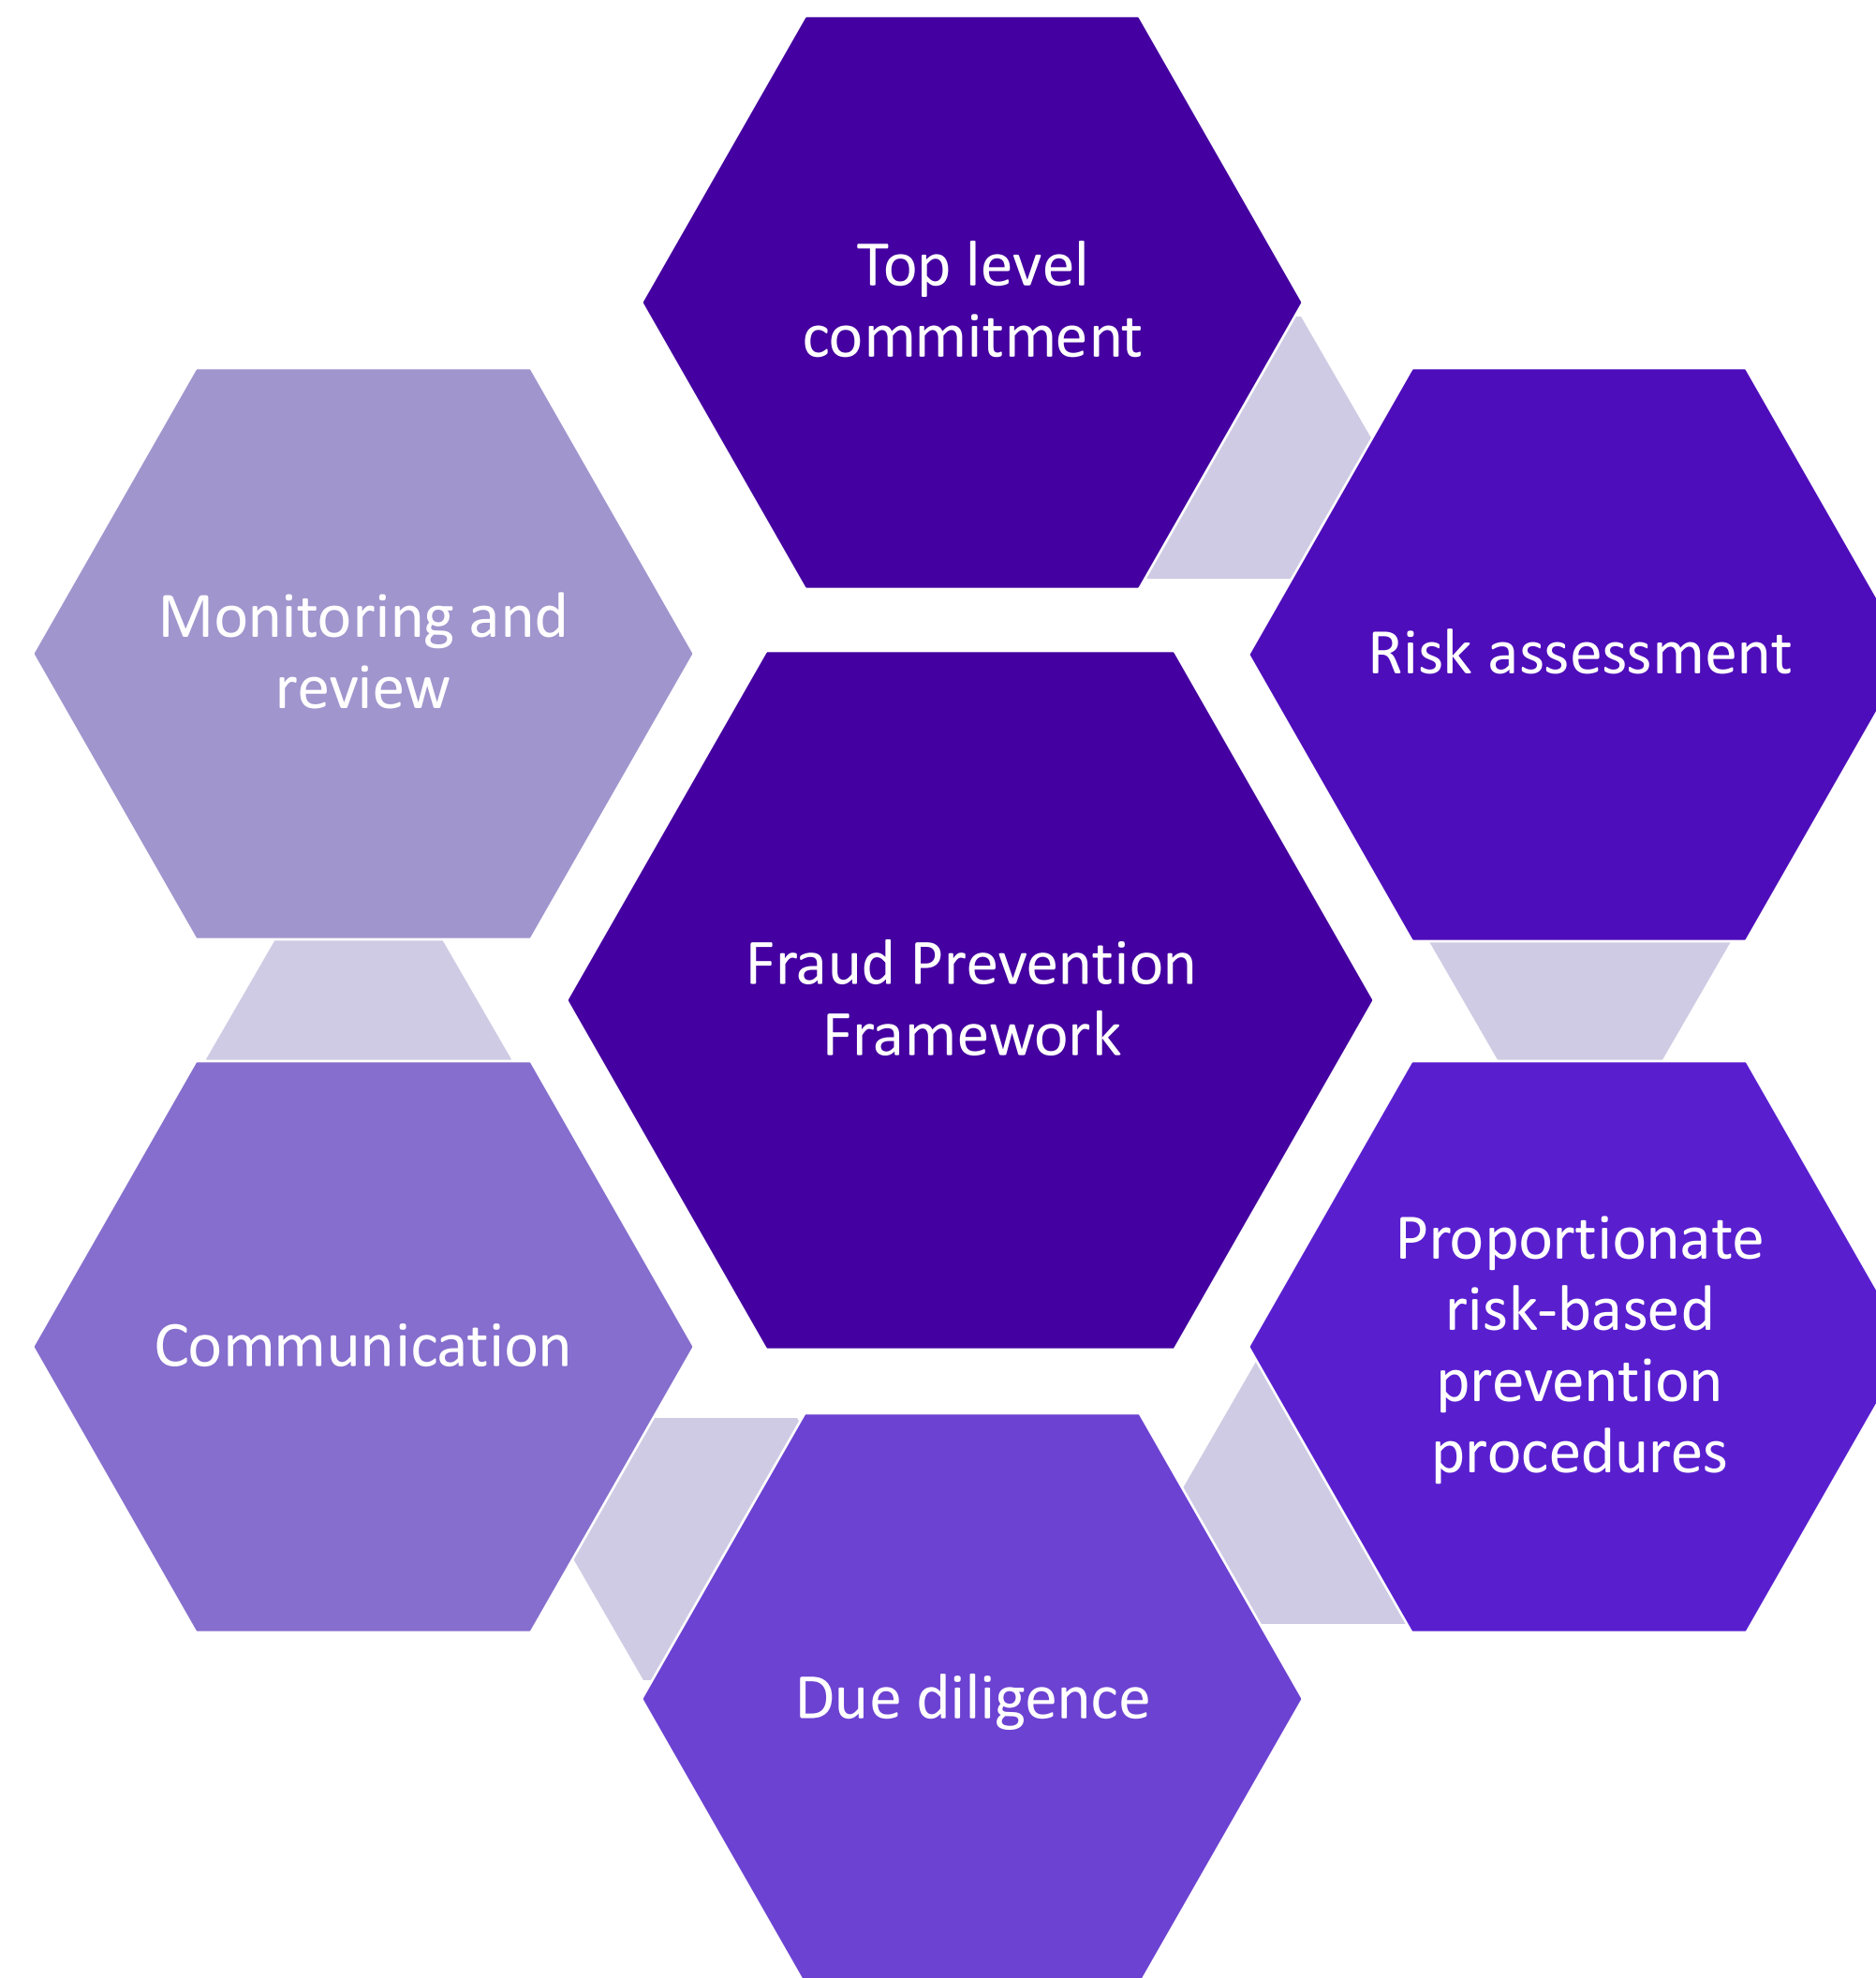 Top level
commitment
Risk assessment
Proportionate
risk-based
prevention
procedures
Due diligence
Communication
Monitoring and
review
Fraud Prevention
Framework